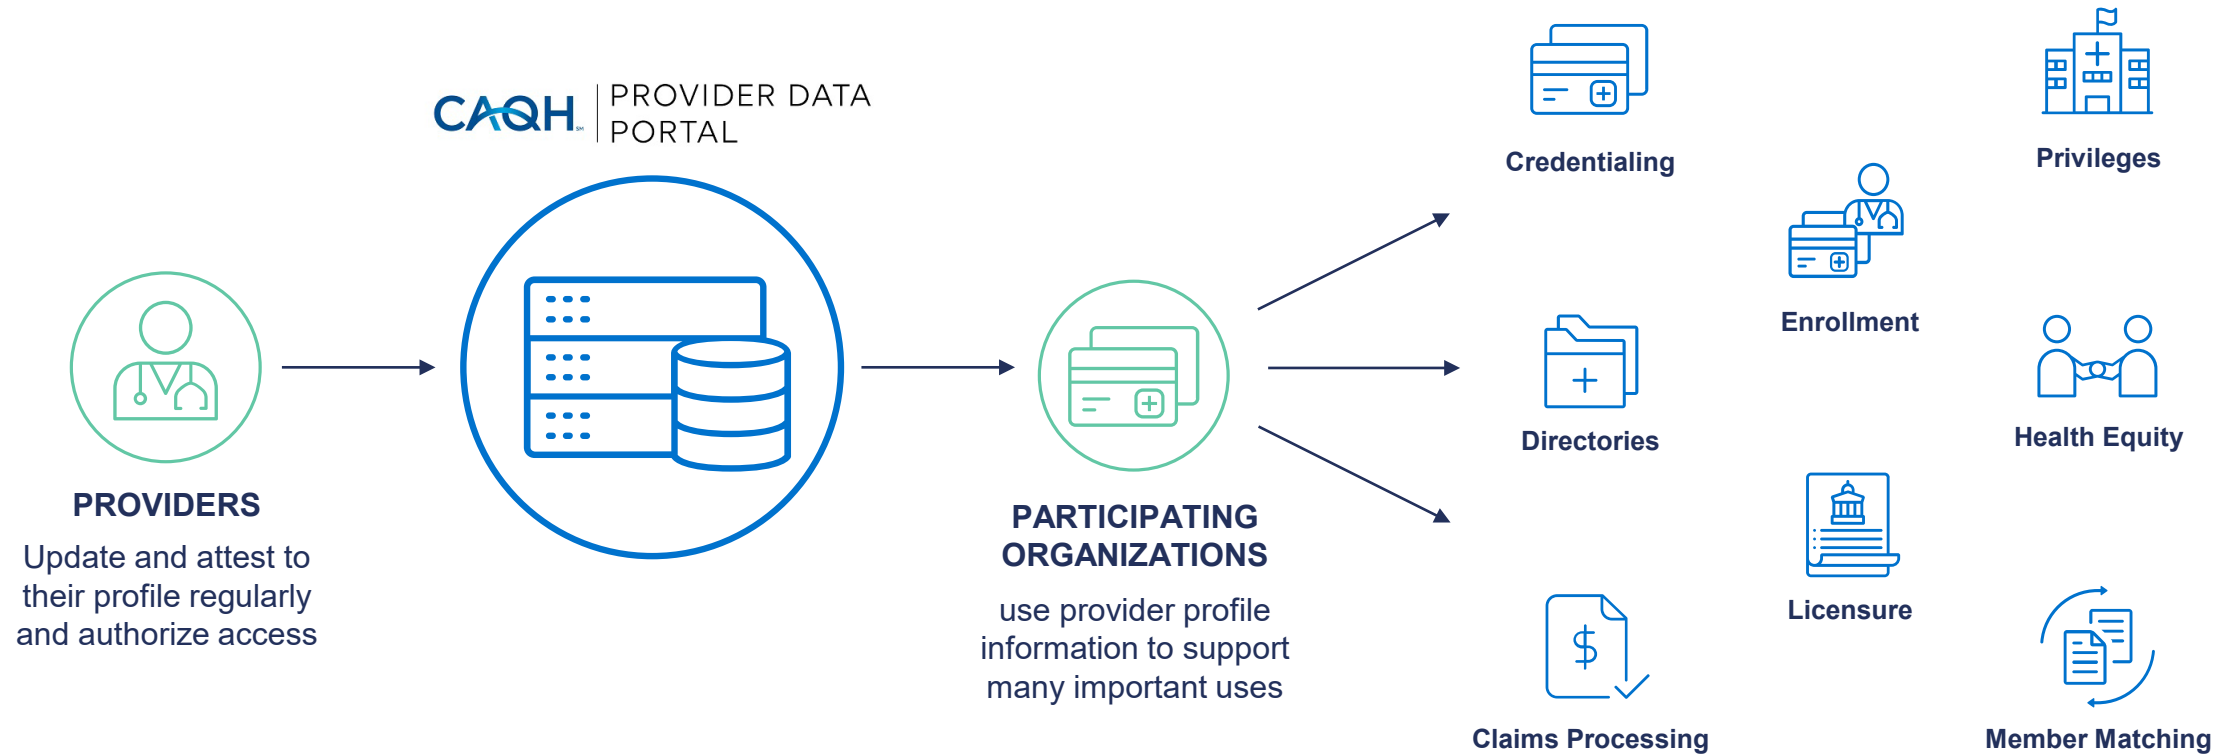 CAQH
SM
PROVIDER DATA
PORTAL
PROVIDERS
Update and attest to
their profile regularly
and authorize access
PARTICIPATING
ORGANIZATIONS
use provider profile
information to support
many important uses
Credentialing
Privileges
Enrollment
Directories
Health Equity
Licensure
$
Claims Processing
Member Matching